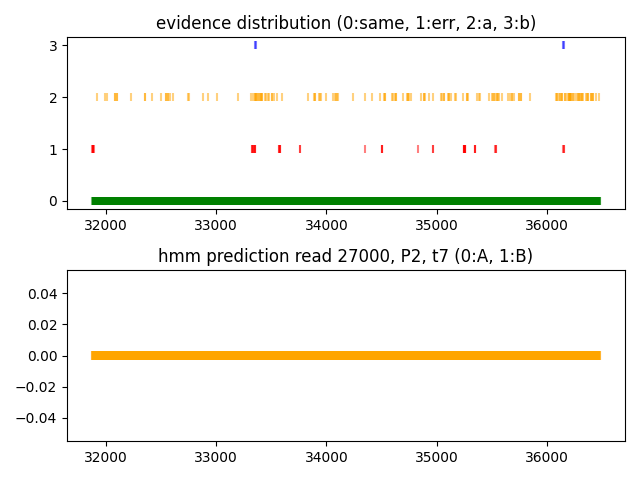 evidence distribution (0:same, 1:err, 2:a, 3:b)
3
2
1
0
32000 33000 34000 35000 36000
hmm prediction read 27000, P2, t7 (0:A, 1:B)
0.04
0.02
0.00
−0.02
−0.04
32000 33000 34000 35000 36000